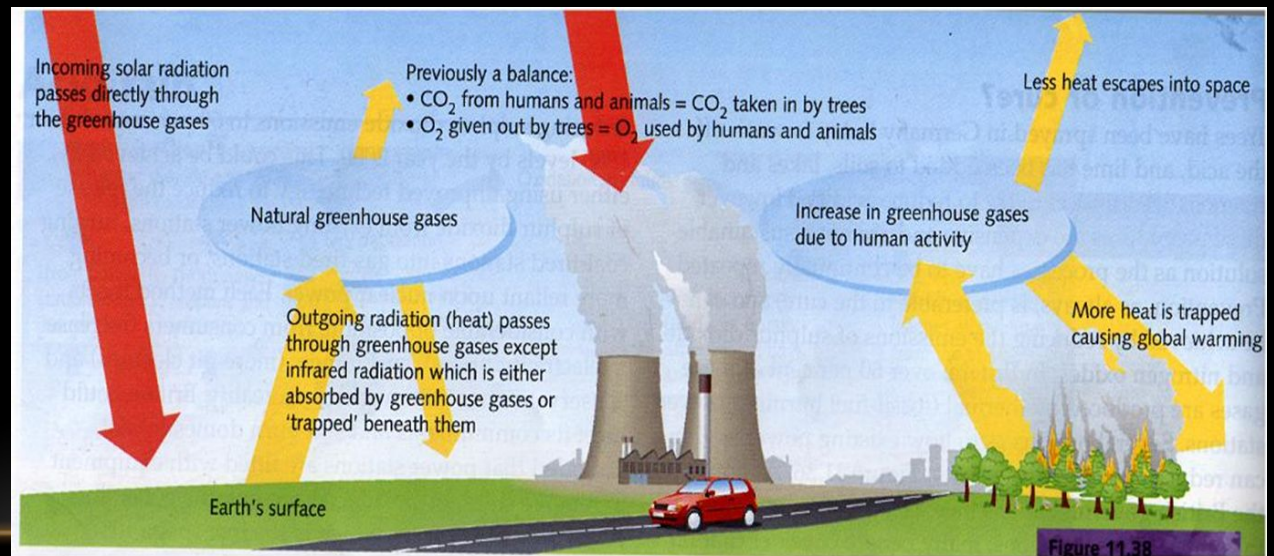 Incoming solar radiation
passes directly through
the greenhouse gases
Previously a balance:
• CO₂ from humans and animals = CO₂ taken in by trees
• O₂ given out by trees = O₂ used by humans and animals
Less heat escapes into space
Natural greenhouse gases
Increase in greenhouse gases
due to human activity
Outgoing radiation (heat) passes
through greenhouse gases except
infrared radiation which is either
absorbed by greenhouse gases or
‘trapped’ beneath them
More heat is trapped
causing global warming
Earth's surface
Figure 11.38